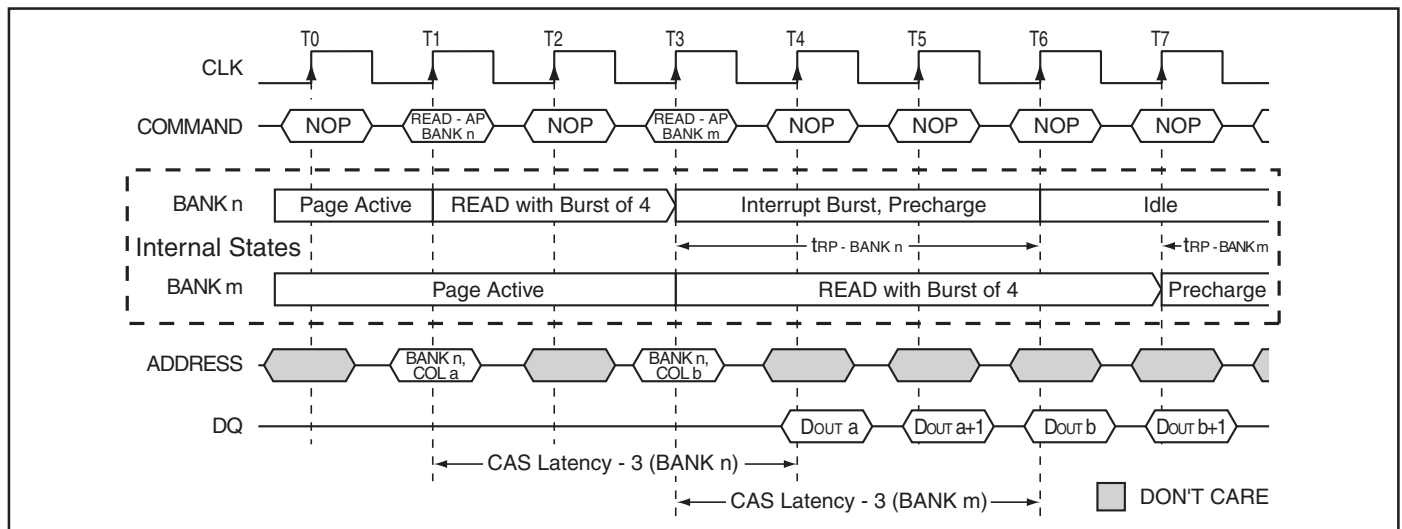 T0 T1 T2 T3 T4 T5 T6 T7
CLK
COMMAND NOP READ - AP BANK n NOP READ - AP BANK m NOP NOP NOP NOP
BANK n Page Active READ with Burst of 4 Interrupt Burst, Precharge Idle
Internal States tRP - BANK n tRP - BANK m
BANK m Page Active READ with Burst of 4 Precharge
ADDRESS BANK n, COL a BANK n, COL b
DQ DOUT a DOUT a+1 DOUT b DOUT b+1
CAS Latency - 3 (BANK n)
CAS Latency - 3 (BANK m) DON'T CARE